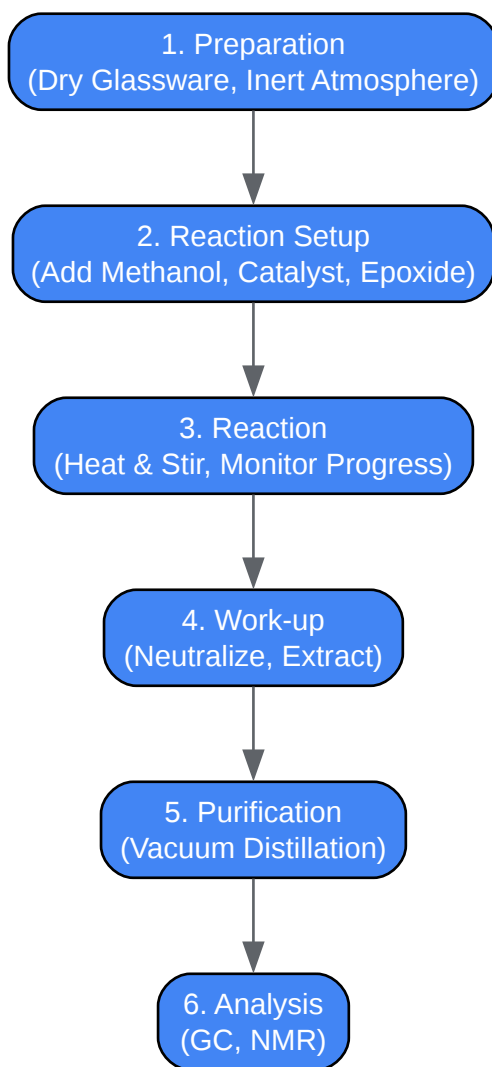 1. Preparation
(Dry Glassware, Inert Atmosphere)
2. Reaction Setup
(Add Methanol, Catalyst, Epoxide)
3. Reaction
(Heat & Stir, Monitor Progress)
4. Work-up
(Neutralize, Extract)
5. Purification
(Vacuum Distillation)
6. Analysis
(GC, NMR)